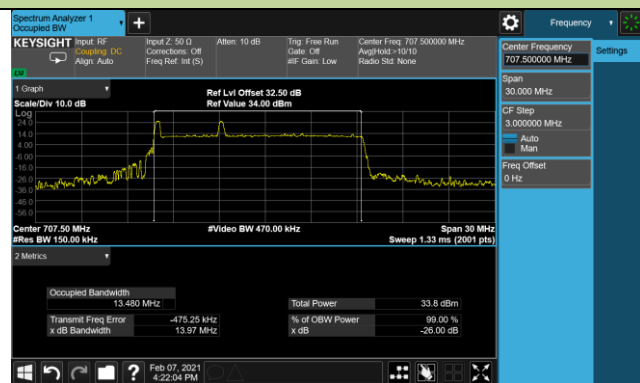 Spectrum Analyzer 1
Occupied BW
Frequency
KEYSIGHT
Input: RF
Coupling: DC
Align: Auto
Input Z: 50 Ω
Corrections: Off
Freq Ref: Int (S)
Atten: 10 dB
Trig: Free Run
Gate: Off
#IF Gain: Low
Center Freq: 707.500000 MHz
Avg|Hold:>10/10
Radio Std: None
Center Frequency
707.500000 MHz
Settings
Span
30.000 MHz
CF Step
3.000000 MHz
Auto
Man
Freq Offset
0 Hz
1 Graph
Scale/Div 10.0 dB
Ref Lvl Offset 32.50 dB
Ref Value 34.00 dBm
Log
24.0
14.0
4.00
-6.00
-16.0
-26.0
-36.0
-46.0
-56.0
Center 707.50 MHz
#Video BW 470.00 kHz
Span 30 MHz
#Res BW 150.00 kHz
Sweep 1.33 ms (2001 pts)
2 Metrics
Occupied Bandwidth
13.480 MHz
Total Power 33.8 dBm
Transmit Freq Error -475.25 kHz
% of OBW Power 99.00 %
x dB Bandwidth 13.97 MHz
x dB -26.00 dB
?
Feb 07, 2021
4:22:04 PM